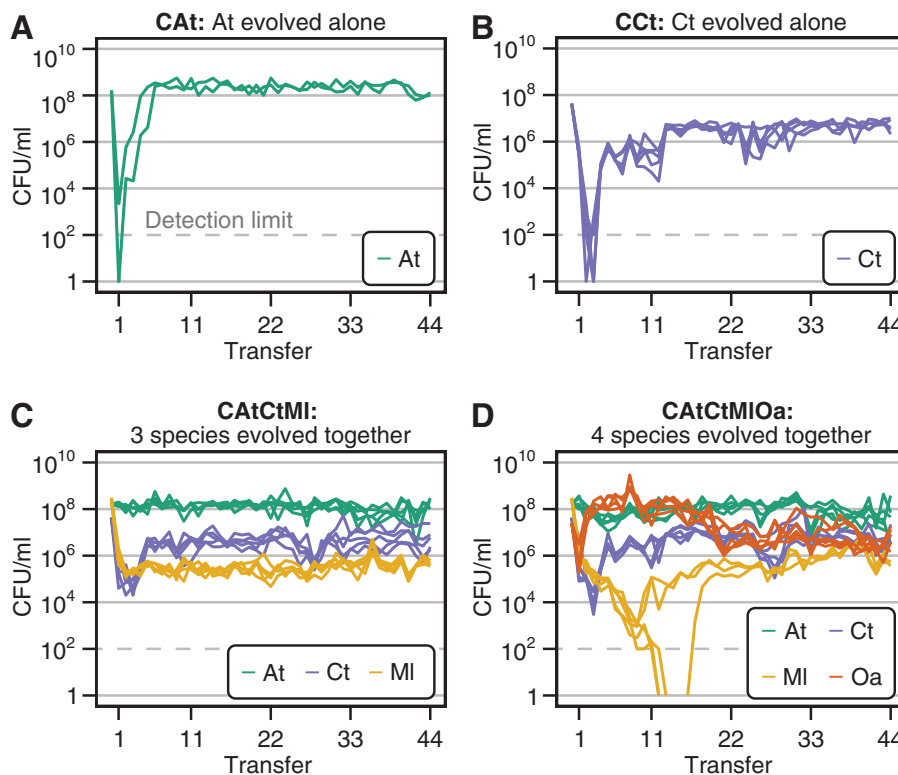 A
CAt: At evolved alone
CFU/ml
10^10
10^8
10^6
10^4
10^2
1
Detection limit
At
1 11 22 33 44
Transfer
B
CCt: Ct evolved alone
CFU/ml
10^10
10^8
10^6
10^4
10^2
1
Ct
1 11 22 33 44
Transfer
C
CAtCtMl:
3 species evolved together
CFU/ml
10^10
10^8
10^6
10^4
10^2
1
At Ct Ml
1 11 22 33 44
Transfer
D
CAtCtMlOa:
4 species evolved together
CFU/ml
10^10
10^8
10^6
10^4
10^2
1
At Ct
Ml Oa
1 11 22 33 44
Transfer